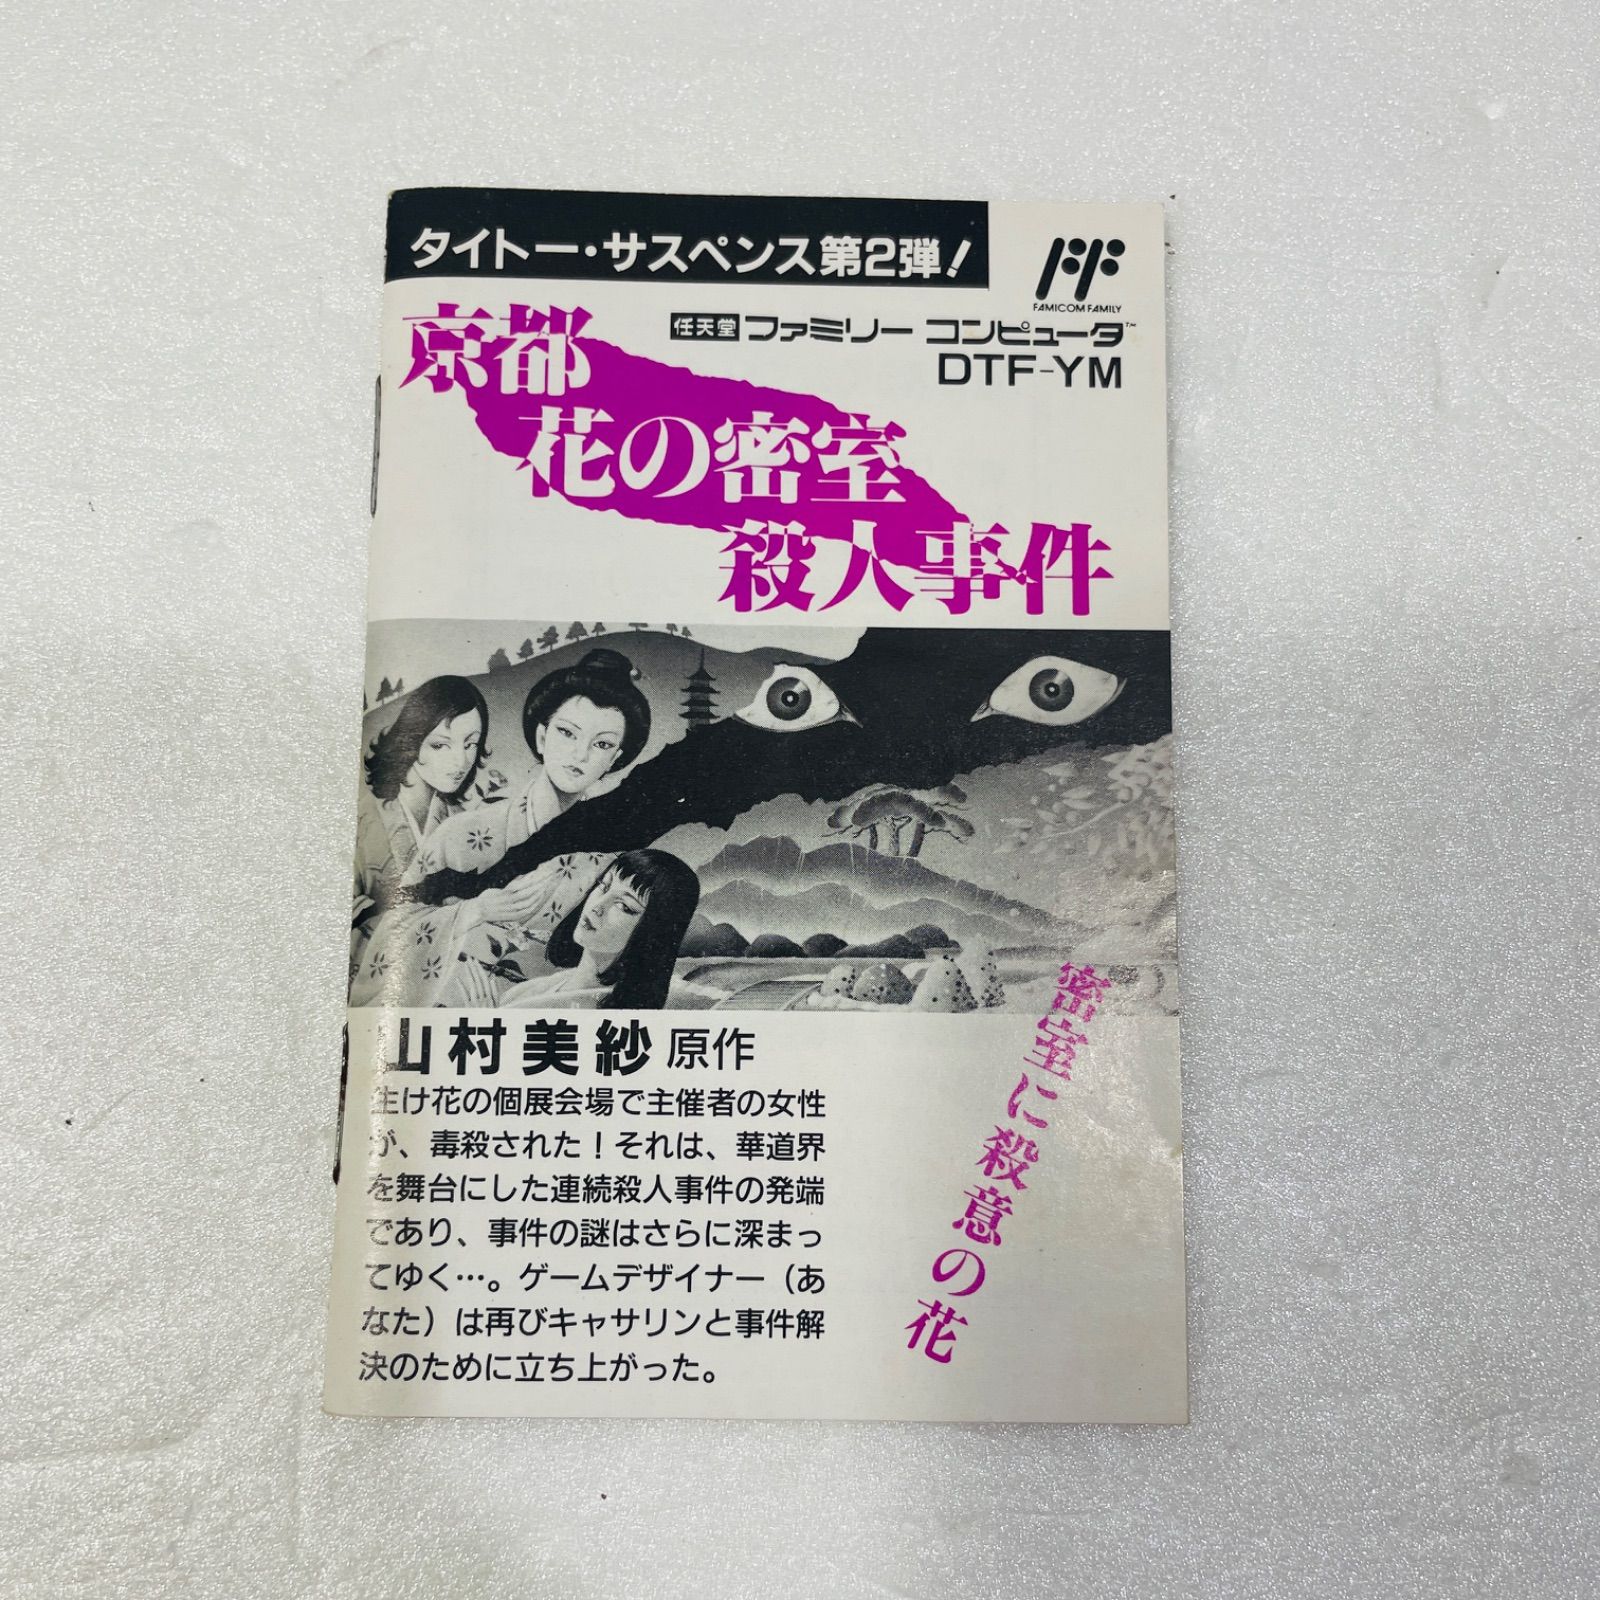 タイトー・サスペンス第2弾!
FAMICOM FAMILY
任天堂 ファミリー コンピュータ™
DTF-YM
京都
花の密室
殺人事件
山村美紗 原作
生け花の個展会場で主催者の女性
が、毒殺された!それは、華道界
を舞台にした連続殺人事件の発端
であり、事件の謎はさらに深まっ
てゆく…。ゲームデザイナー(あ
なた)は再びキャサリンと事件解
決のために立ち上がった。
密室に殺意の花